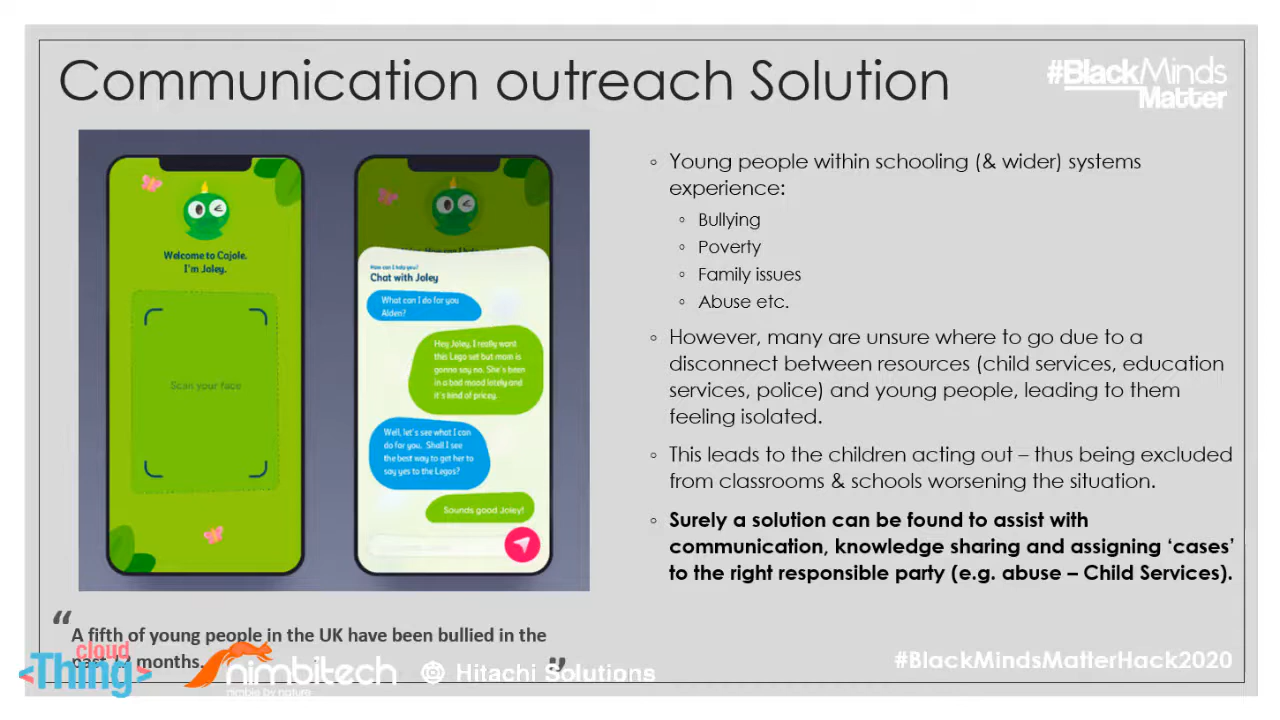 Communication outreach Solution
#BlackMinds
Matter
Welcome to Cajole.
I'm Joley.
Scan your face
How can I help you?
Chat with Joley
What can I do for you
Alden?
Hey Joley, I really want
this Lego set but mom is
gonna say no. She's been
in a bad mood lately and
it's kind of pricey.
Well, let's see what I can
do for you. Shall I see
the best way to get her to
say yes to the Legos?
Sounds good Joley!
◦ Young people within schooling (& wider) systems
experience:
◦ Bullying
◦ Poverty
◦ Family issues
◦ Abuse etc.
◦ However, many are unsure where to go due to a
disconnect between resources (child services, education
services, police) and young people, leading to them
feeling isolated.
◦ This leads to the children acting out – thus being excluded
from classrooms & schools worsening the situation.
◦ Surely a solution can be found to assist with
communication, knowledge sharing and assigning ‘cases’
to the right responsible party (e.g. abuse – Child Services).
“
A fifth of young people in the UK have been bullied in the
months.
”
cloud
<Thing>
nimbitech
nimble by nature
Hitachi Solutions
#BlackMindsMatterHack2020